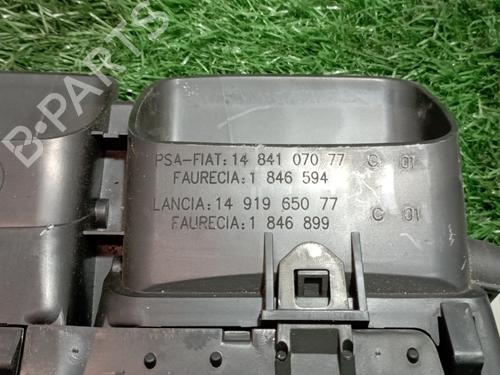 B-PARTS
PSA-FIAT: 14 841 070 77 C 01
FAURECIA: 1 846 594
LANCIA: 14 919 650 77 C 01
FAURECIA: 1 846 899